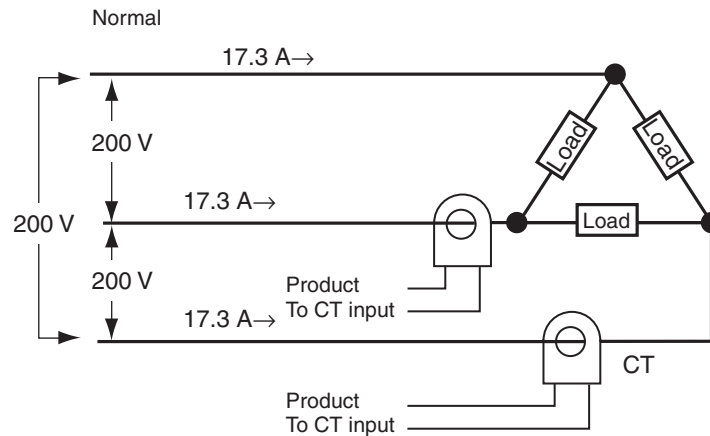 Normal
17.3 A→
200 V
Load
Load
17.3 A→
200 V
Load
200 V
Product
To CT input
17.3 A→
CT
Product
To CT input